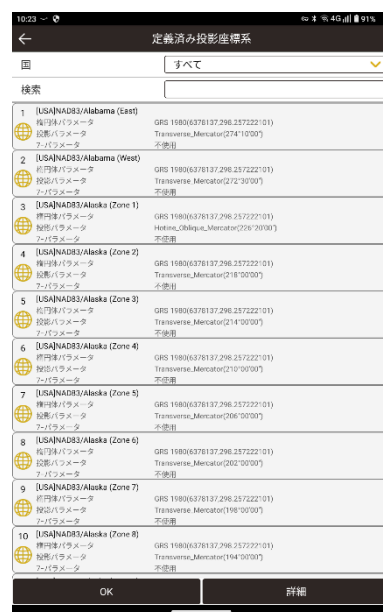 10:23
4G 91%
定義済み投影座標系
国 すべて
検索
1 [USA]NAD83/Alabama (East)
楕円体パラメータ GRS 1980(6378137,298.257222101)
投影パラメータ Transverse_Mercator(274°10'00")
7-パラメータ 不使用
2 [USA]NAD83/Alabama (West)
楕円体パラメータ GRS 1980(6378137,298.257222101)
投影パラメータ Transverse_Mercator(272°30'00")
7-パラメータ 不使用
3 [USA]NAD83/Alaska (Zone 1)
楕円体パラメータ GRS 1980(6378137,298.257222101)
投影パラメータ Hotine_Oblique_Mercator(226°20'00")
7-パラメータ 不使用
4 [USA]NAD83/Alaska (Zone 2)
楕円体パラメータ GRS 1980(6378137,298.257222101)
投影パラメータ Transverse_Mercator(218°00'00")
7-パラメータ 不使用
5 [USA]NAD83/Alaska (Zone 3)
楕円体パラメータ GRS 1980(6378137,298.257222101)
投影パラメータ Transverse_Mercator(214°00'00")
7-パラメータ 不使用
6 [USA]NAD83/Alaska (Zone 4)
楕円体パラメータ GRS 1980(6378137,298.257222101)
投影パラメータ Transverse_Mercator(210°00'00")
7-パラメータ 不使用
7 [USA]NAD83/Alaska (Zone 5)
楕円体パラメータ GRS 1980(6378137,298.257222101)
投影パラメータ Transverse_Mercator(206°00'00")
7-パラメータ 不使用
8 [USA]NAD83/Alaska (Zone 6)
楕円体パラメータ GRS 1980(6378137,298.257222101)
投影パラメータ Transverse_Mercator(202°00'00")
7-パラメータ 不使用
9 [USA]NAD83/Alaska (Zone 7)
楕円体パラメータ GRS 1980(6378137,298.257222101)
投影パラメータ Transverse_Mercator(198°00'00")
7-パラメータ 不使用
10 [USA]NAD83/Alaska (Zone 8)
楕円体パラメータ GRS 1980(6378137,298.257222101)
投影パラメータ Transverse_Mercator(194°00'00")
7-パラメータ 不使用
OK 詳細